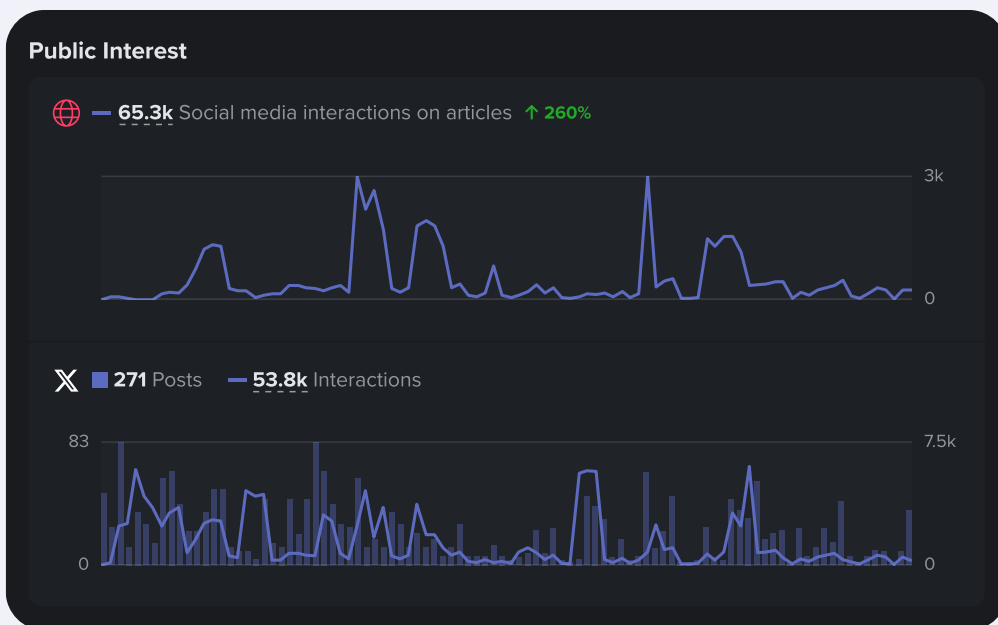 Public Interest
65.3k Social media interactions on articles ↑ 260%
3k
0
X 271 Posts 53.8k Interactions
83 7.5k
0 0